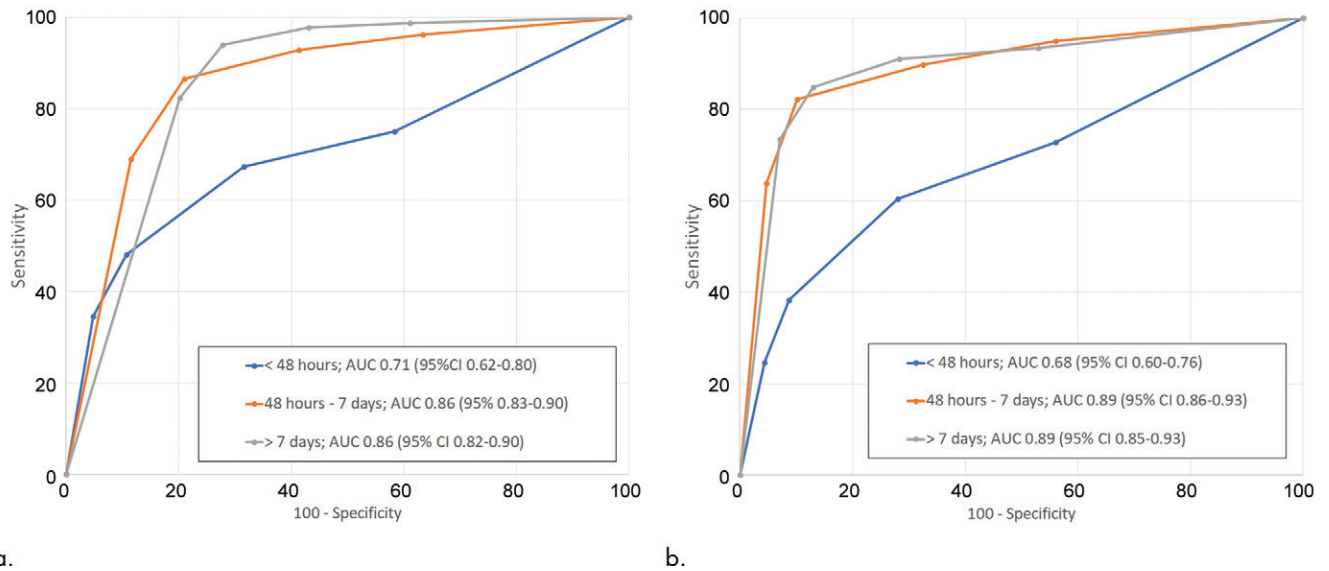 100
80
60
40
20
0
Sensitivity
< 48 hours; AUC 0.71 (95%CI 0.62-0.80)
48 hours - 7 days; AUC 0.86 (95% 0.83-0.90)
> 7 days; AUC 0.86 (95% CI 0.82-0.90)
0 20 40 60 80 100
100 - Specificity
a.
100
80
60
40
20
0
Sensitivity
< 48 hours; AUC 0.68 (95% CI 0.60-0.76)
48 hours - 7 days; AUC 0.89 (95% CI 0.86-0.93)
> 7 days; AUC 0.89 (95% CI 0.85-0.93)
0 20 40 60 80 100
100 - Specificity
b.